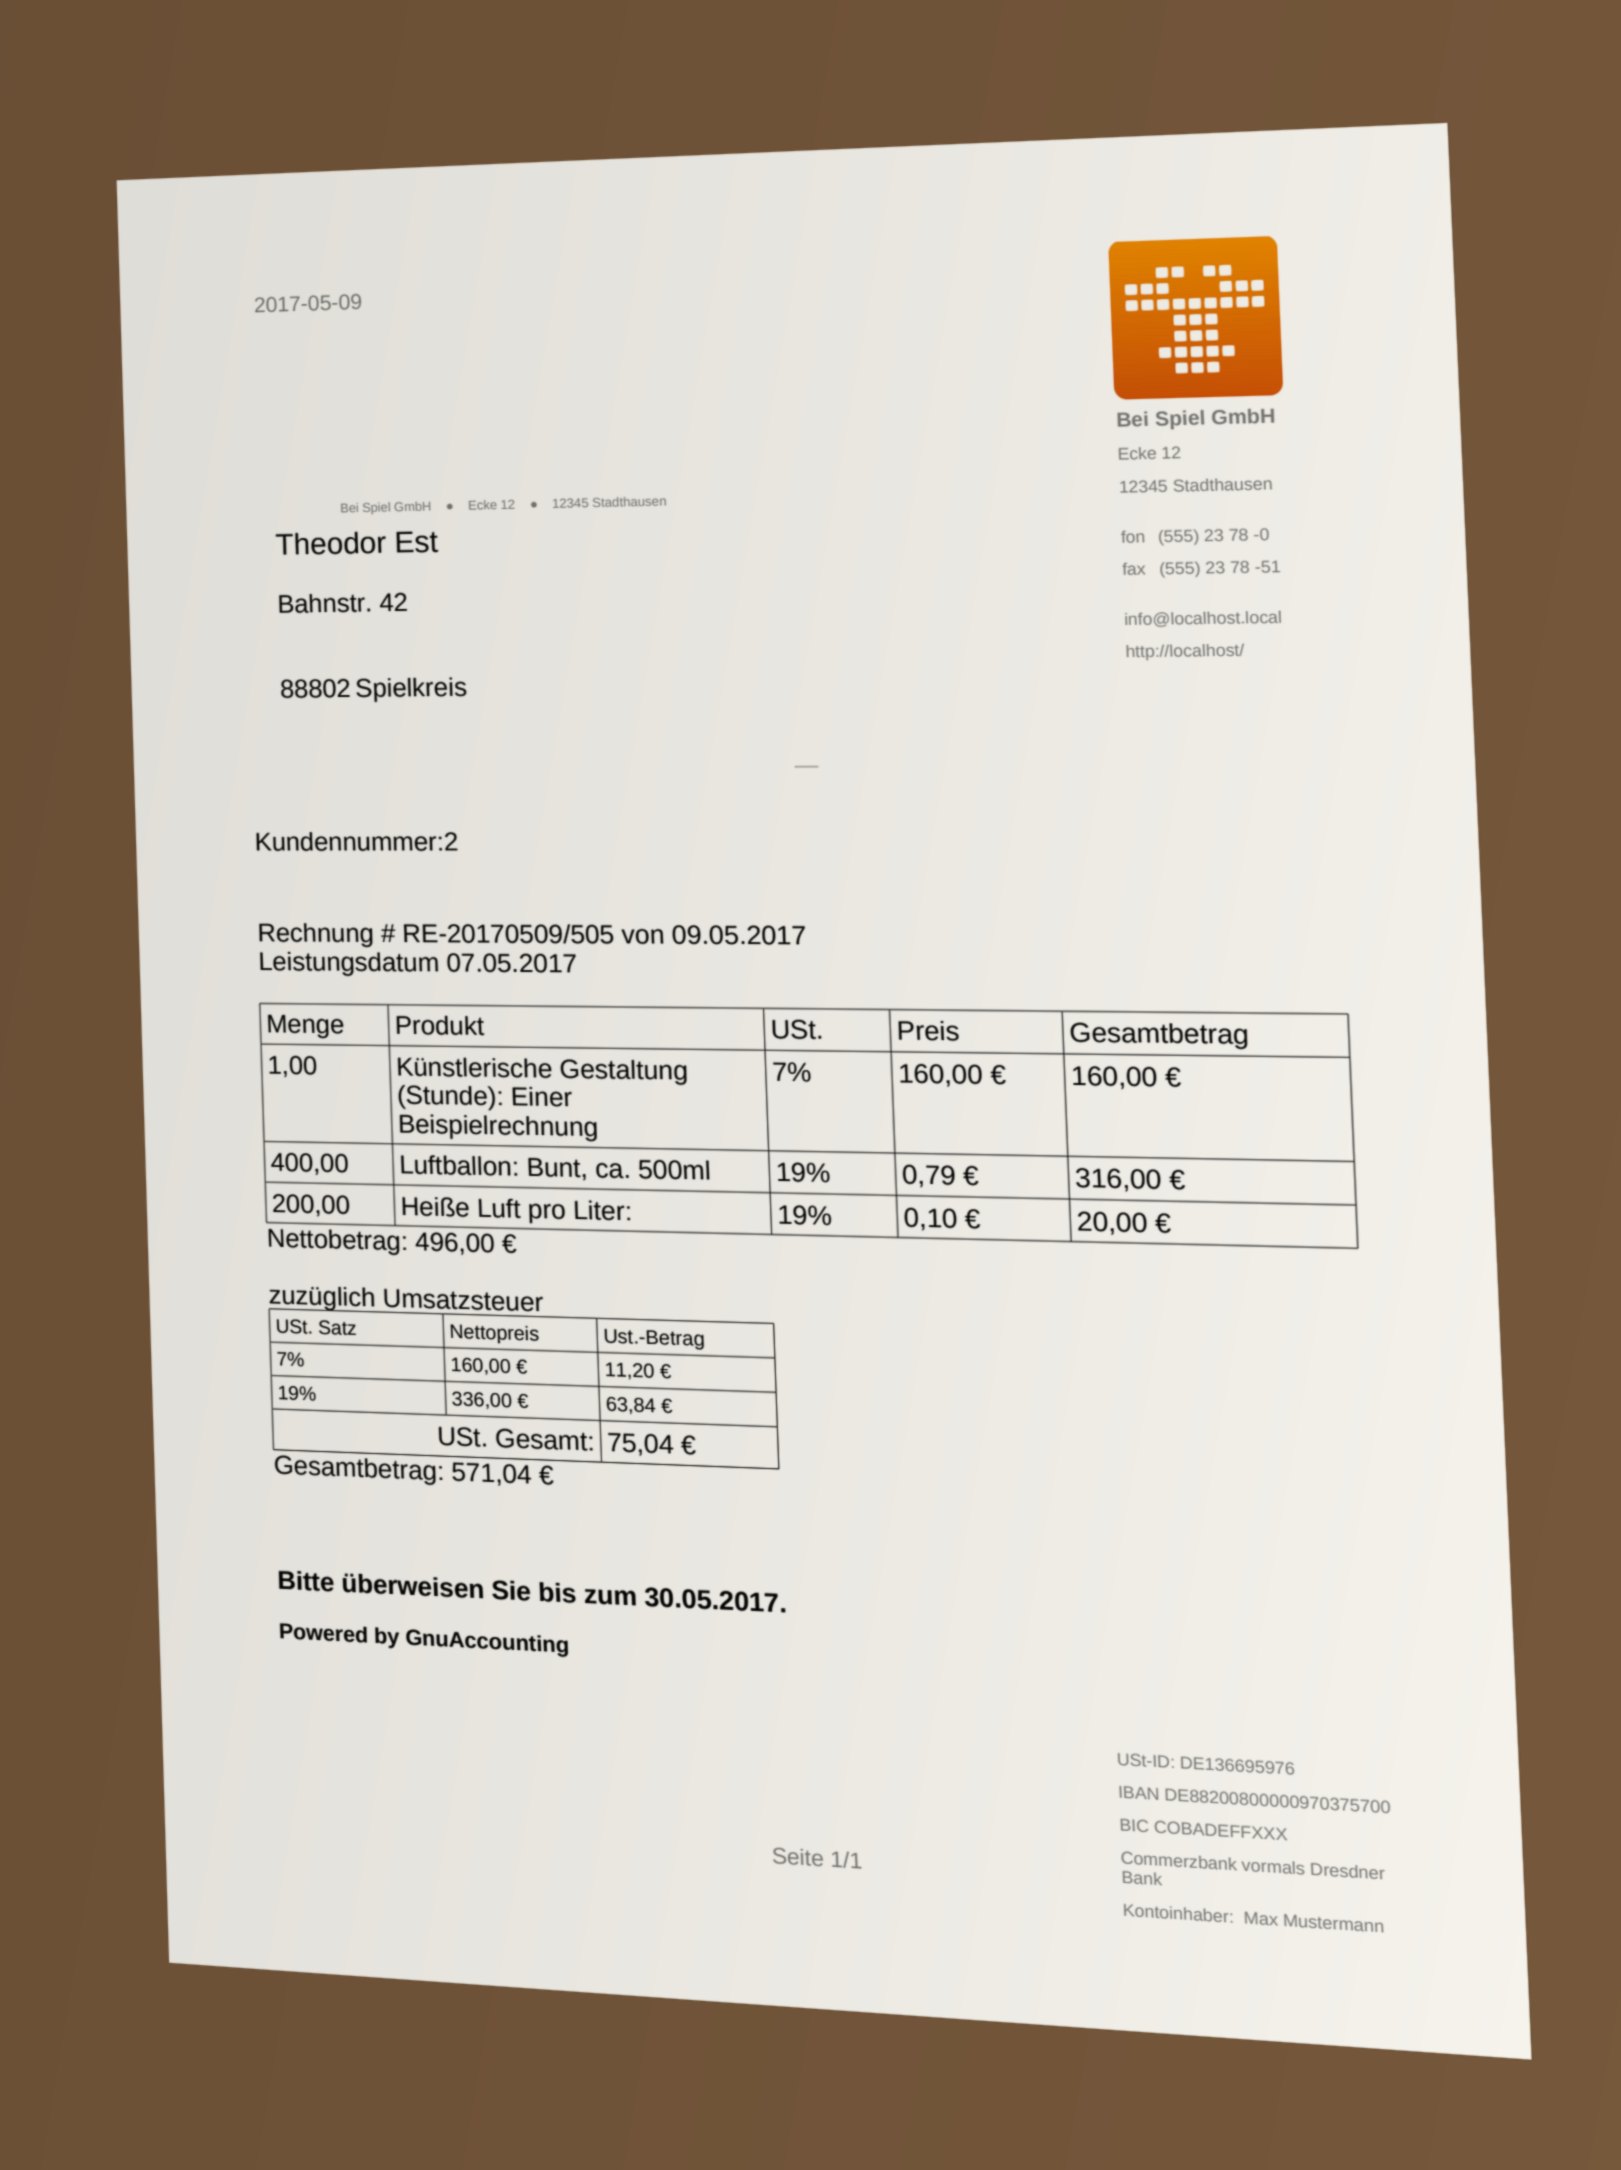 2017-05-09
Bei Spiel GmbH
Ecke 12
12345 Stadthausen
fon (555) 23 78 -0
fax (555) 23 78 -51
info@localhost.local
http://localhost/
Bei Spiel GmbH ● Ecke 12 ● 12345 Stadthausen
Theodor Est
Bahnstr. 42
88802 Spielkreis
Kundennummer:2
Rechnung # RE-20170509/505 von 09.05.2017
Leistungsdatum 07.05.2017
Menge Produkt USt. Preis Gesamtbetrag
1,00 Künstlerische Gestaltung 7% 160,00 € 160,00 €
(Stunde): Einer
Beispielrechnung
400,00 Luftballon: Bunt, ca. 500ml 19% 0,79 € 316,00 €
200,00 Heiße Luft pro Liter: 19% 0,10 € 20,00 €
Nettobetrag: 496,00 €
zuzüglich Umsatzsteuer
USt. Satz Nettopreis Ust.-Betrag
7% 160,00 € 11,20 €
19% 336,00 € 63,84 €
USt. Gesamt: 75,04 €
Gesamtbetrag: 571,04 €
Bitte überweisen Sie bis zum 30.05.2017.
Powered by GnuAccounting
Seite 1/1
USt-ID: DE136695976
IBAN DE88200800000970375700
BIC COBADEFFXXX
Commerzbank vormals Dresdner
Bank
Kontoinhaber: Max Mustermann